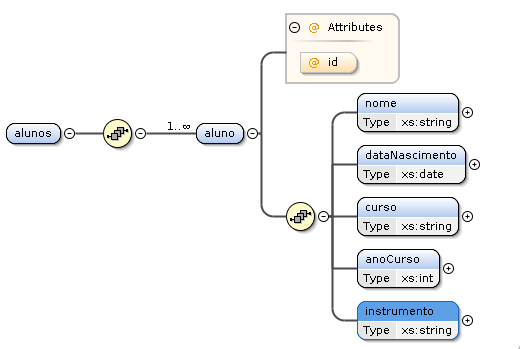 @ Attributes
@ id
alunos
1..∞
aluno
nome
Type xs:string
dataNascimento
Type xs:date
curso
Type xs:string
anoCurso
Type xs:int
instrumento
Type xs:string